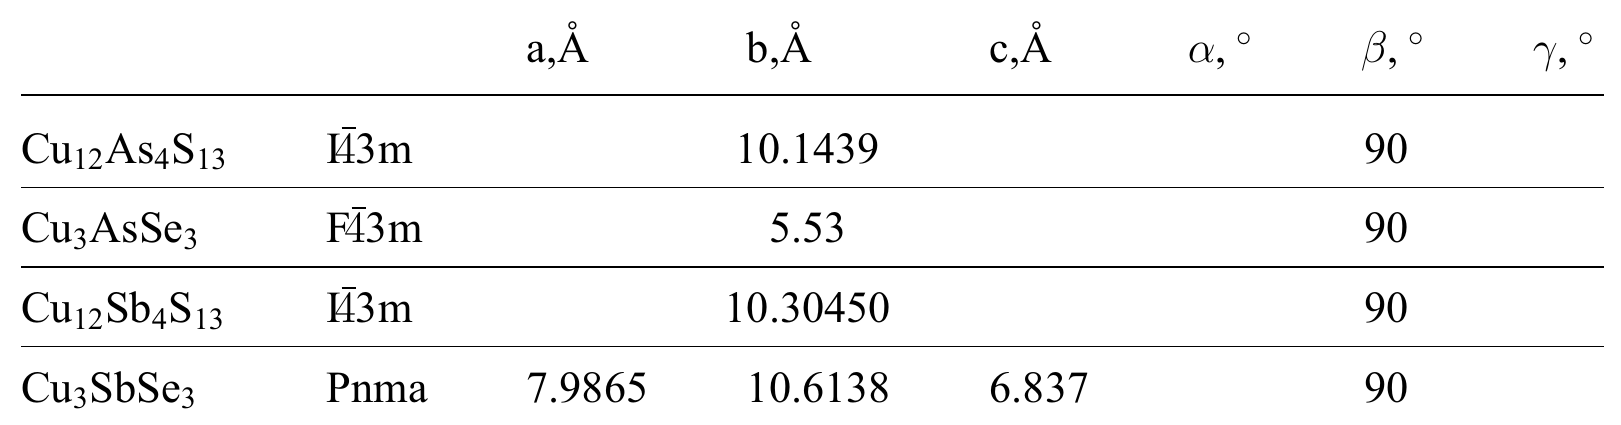 a,Å b,Å c,Å α,° β,° γ,°
Cu₁₂As₄S₁₃ I4̄3m 10.1439 90
Cu₃AsSe₃ F4̄3m 5.53 90
Cu₁₂Sb₄S₁₃ I4̄3m 10.30450 90
Cu₃SbSe₃ Pnma 7.9865 10.6138 6.837 90